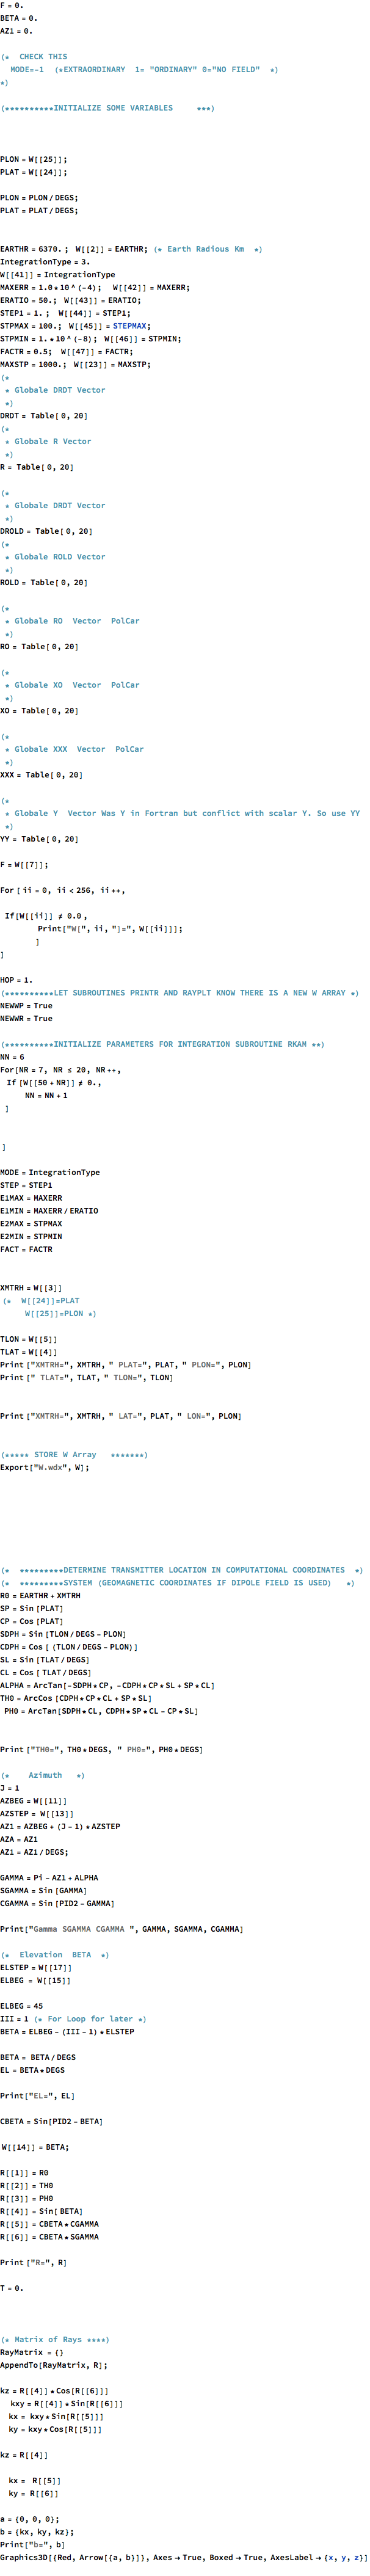 F = 0.
BETA = 0.
AZ1 = 0.
(*  CHECK THIS
MODE=-1  (*EXTRAORDINARY  1= "ORDINARY" 0="NO FIELD"  *)
*)
(**********INITIALIZE SOME VARIABLES     ***)
PLON = W[[25]];
PLAT = W[[24]];
PLON = PLON / DEGS;
PLAT = PLAT / DEGS;
EARTHR = 6370. ;  W[[2]] = EARTHR; (* Earth Radious Km  *)
IntegrationType = 3.
W[[41]] = IntegrationType
MAXERR = 1.0*10^(-4);   W[[42]] = MAXERR;
ERATIO = 50.;  W[[43]] = ERATIO;
STEP1 = 1. ;  W[[44]] = STEP1;
STPMAX = 100.;  W[[45]] = STEPMAX;
STPMIN = 1. * 10^(-8);  W[[46]] = STPMIN;
FACTR = 0.5;  W[[47]] = FACTR;
MAXSTP = 1000.;  W[[23]] = MAXSTP;
(*
* Globale DRDT Vector
*)
DRDT = Table[ 0, 20]
(*
* Globale R Vector
*)
R = Table[ 0, 20]
(*
* Globale DRDT Vector
*)
DROLD = Table[ 0, 20]
(*
* Globale ROLD Vector
*)
ROLD = Table[ 0, 20]
(*
* Globale RO  Vector  PolCar
*)
RO = Table[ 0, 20]
(*
* Globale XO  Vector  PolCar
*)
XO = Table[ 0, 20]
(*
* Globale XXX  Vector  PolCar
*)
XXX = Table[ 0, 20]
(*
* Globale Y  Vector Was Y in Fortran but conflict with scalar Y. So use YY
*)
YY = Table[ 0, 20]
F = W[[7]];
For [ ii = 0, ii < 256, ii ++,
If[W[[ii]] ≠ 0.0 ,
Print["W[", ii, "]=", W[[ii]]];
]
]
HOP = 1.
(**********LET SUBROUTINES PRINTR AND RAYPLT KNOW THERE IS A NEW W ARRAY *)
NEWWP = True
NEWWR = True
(**********INITIALIZE PARAMETERS FOR INTEGRATION SUBROUTINE RKAM **)
NN = 6
For[NR = 7, NR ≤ 20, NR++,
If [W[[50 + NR]] ≠ 0.,
NN = NN + 1
]
]
MODE = IntegrationType
STEP = STEP1
E1MAX = MAXERR
E1MIN = MAXERR / ERATIO
E2MAX = STPMAX
E2MIN = STPMIN
FACT = FACTR
XMTRH = W[[3]]
(*  W[[24]]=PLAT
W[[25]]=PLON *)
TLON = W[[5]]
TLAT = W[[4]]
Print ["XMTRH=", XMTRH, " PLAT=", PLAT, " PLON=", PLON]
Print [" TLAT=", TLAT, " TLON=", TLON]
Print ["XMTRH=", XMTRH, " LAT=", PLAT, " LON=", PLON]
(***** STORE W Array   *******)
Export["W.wdx", W];
(*  *********DETERMINE TRANSMITTER LOCATION IN COMPUTATIONAL COORDINATES  *)
(*  *********SYSTEM (GEOMAGNETIC COORDINATES IF DIPOLE FIELD IS USED)   *)
R0 = EARTHR + XMTRH
SP = Sin [PLAT]
CP = Cos [PLAT]
SDPH = Sin [TLON / DEGS - PLON]
CDPH = Cos [ (TLON / DEGS - PLON) ]
SL = Sin [TLAT / DEGS]
CL = Cos [ TLAT / DEGS]
ALPHA = ArcTan[-SDPH * CP, -CDPH * CP * SL + SP * CL]
TH0 = ArcCos [CDPH * CP * CL + SP * SL]
PH0 = ArcTan[SDPH * CL, CDPH * SP * CL - CP * SL]
Print ["TH0=", TH0 * DEGS, " PH0=", PH0 * DEGS]
(*    Azimuth   *)
J = 1
AZBEG = W[[11]]
AZSTEP = W[[13]]
AZ1 = AZBEG + (J - 1) * AZSTEP
AZA = AZ1
AZ1 = AZ1 / DEGS;
GAMMA = Pi - AZ1 + ALPHA
SGAMMA = Sin [GAMMA]
CGAMMA = Sin [PID2 - GAMMA]
Print["Gamma SGAMMA CGAMMA ", GAMMA, SGAMMA, CGAMMA]
(*  Elevation  BETA  *)
ELSTEP = W[[17]]
ELBEG = W[[15]]
ELBEG = 45
III = 1 (* For Loop for later *)
BETA = ELBEG - (III - 1) * ELSTEP
BETA = BETA / DEGS
EL = BETA * DEGS
Print["EL=", EL]
CBETA = Sin[PID2 - BETA]
W[[14]] = BETA;
R[[1]] = R0
R[[2]] = TH0
R[[3]] = PH0
R[[4]] = Sin[ BETA]
R[[5]] = CBETA * CGAMMA
R[[6]] = CBETA * SGAMMA
Print ["R=", R]
T = 0.
(* Matrix of Rays ****)
RayMatrix = {}
AppendTo[RayMatrix, R];
kz = R[[4]] * Cos[R[[6]]]
kxy = R[[4]] * Sin[R[[6]]]
kx = kxy * Sin[R[[5]]]
ky = kxy * Cos[R[[5]]]
kz = R[[4]]
kx = R[[5]]
ky = R[[6]]
a = {0, 0, 0};
b = {kx, ky, kz};
Print["b=", b]
Graphics3D[{Red, Arrow[{a, b}]}, Axes → True, Boxed → True, AxesLabel → {x, y, z}]